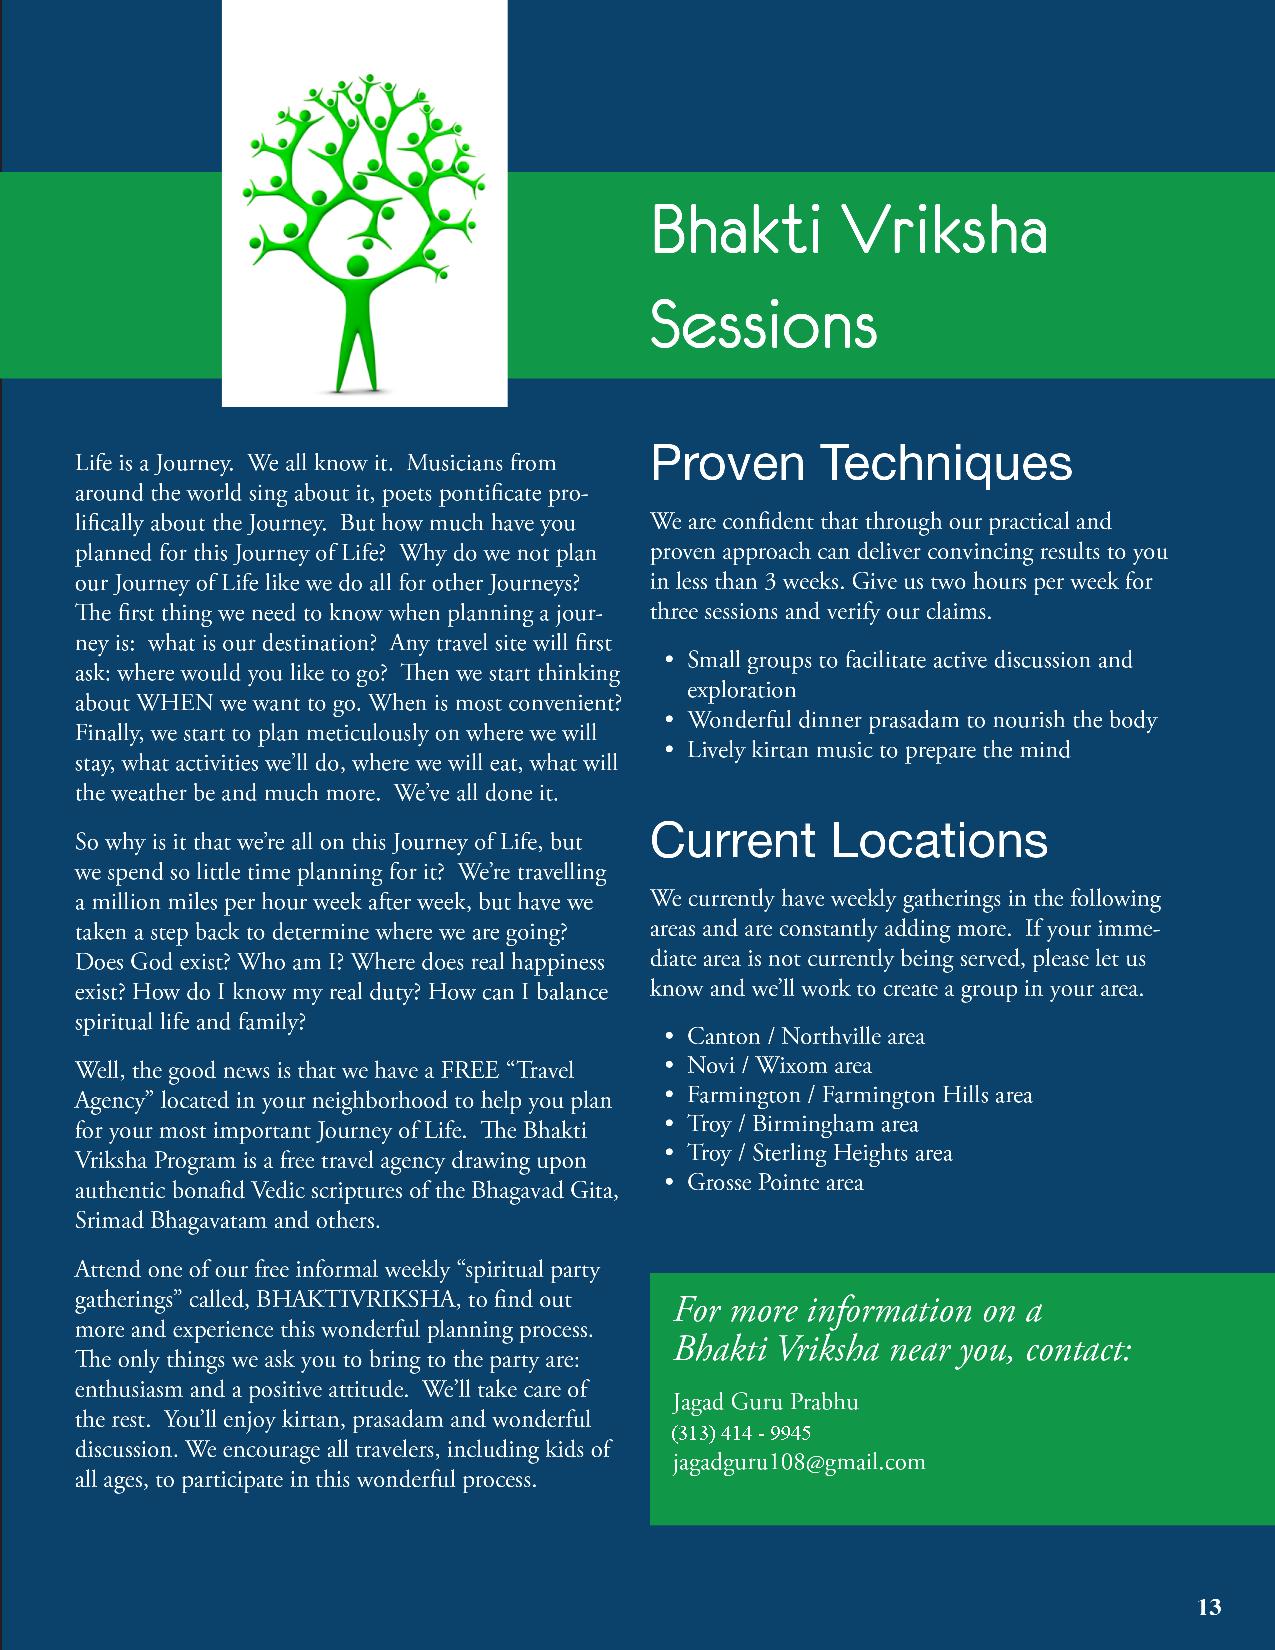 Bhakti Vriksha
Sessions
Life is a Journey.  We all know it.  Musicians from
around the world sing about it, poets pontificate pro-
lifically about the Journey.  But how much have you
planned for this Journey of Life?  Why do we not plan
our Journey of Life like we do all for other Journeys?
The first thing we need to know when planning a jour-
ney is:  what is our destination?  Any travel site will first
ask: where would you like to go?  Then we start thinking
about WHEN we want to go. When is most convenient?
Finally, we start to plan meticulously on where we will
stay, what activities we’ll do, where we will eat, what will
the weather be and much more.  We’ve all done it.
So why is it that we’re all on this Journey of Life, but
we spend so little time planning for it?  We’re travelling
a million miles per hour week after week, but have we
taken a step back to determine where we are going?
Does God exist? Who am I? Where does real happiness
exist? How do I know my real duty? How can I balance
spiritual life and family?
Well, the good news is that we have a FREE “Travel
Agency” located in your neighborhood to help you plan
for your most important Journey of Life.  The Bhakti
Vriksha Program is a free travel agency drawing upon
authentic bonafid Vedic scriptures of the Bhagavad Gita,
Srimad Bhagavatam and others.
Attend one of our free informal weekly “spiritual party
gatherings” called, BHAKTIVRIKSHA, to find out
more and experience this wonderful planning process.
The only things we ask you to bring to the party are:
enthusiasm and a positive attitude.  We’ll take care of
the rest.  You’ll enjoy kirtan, prasadam and wonderful
discussion. We encourage all travelers, including kids of
all ages, to participate in this wonderful process.
Proven Techniques
We are confident that through our practical and
proven approach can deliver convincing results to you
in less than 3 weeks. Give us two hours per week for
three sessions and verify our claims.
• Small groups to facilitate active discussion and
exploration
• Wonderful dinner prasadam to nourish the body
• Lively kirtan music to prepare the mind
Current Locations
We currently have weekly gatherings in the following
areas and are constantly adding more.  If your imme-
diate area is not currently being served, please let us
know and we’ll work to create a group in your area.
• Canton / Northville area
• Novi / Wixom area
• Farmington / Farmington Hills area
• Troy / Birmingham area
• Troy / Sterling Heights area
• Grosse Pointe area
For more information on a
Bhakti Vriksha near you, contact:
Jagad Guru Prabhu
(313) 414 - 9945
jagadguru108@gmail.com
13